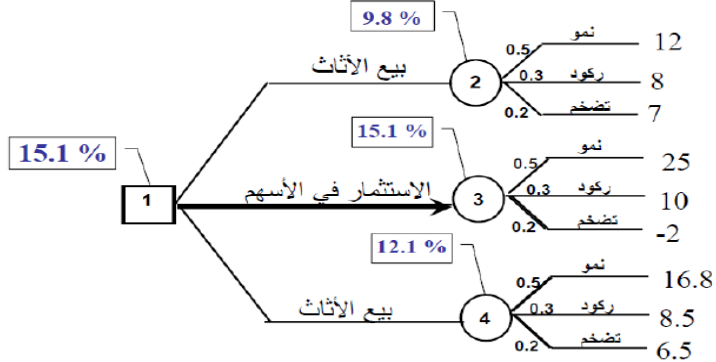 9.8 %
بيع الأثاث
2
0.5 نمو 12
0.3 ركود 8
0.2 تضخم 7
15.1 %
15.1 %
1
الاستثمار في الأسهم
3
0.5 نمو 25
0.3 ركود 10
0.2 تضخم -2
12.1 %
بيع الأثاث
4
0.5 نمو 16.8
0.3 ركود 8.5
0.2 تضخم 6.5